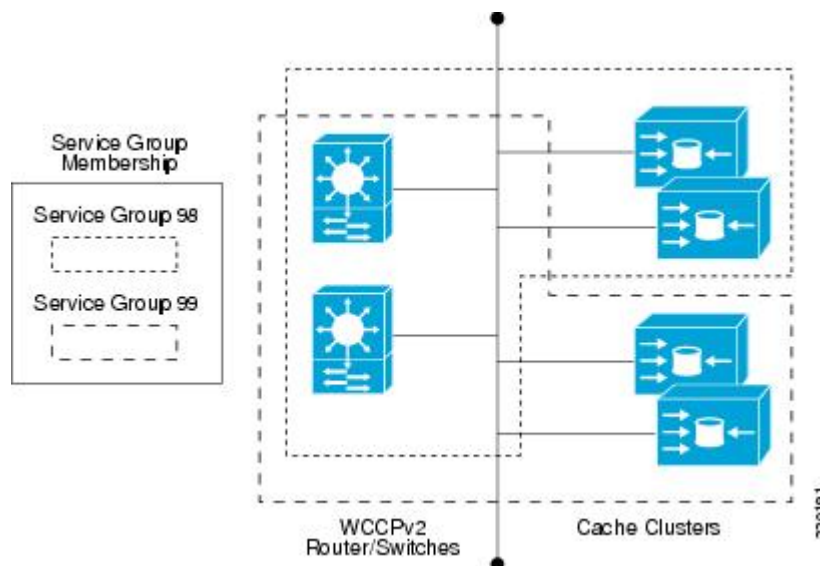 Service Group
Membership
Service Group 98
Service Group 99
WCCPv2
Router/Switches
Cache Clusters